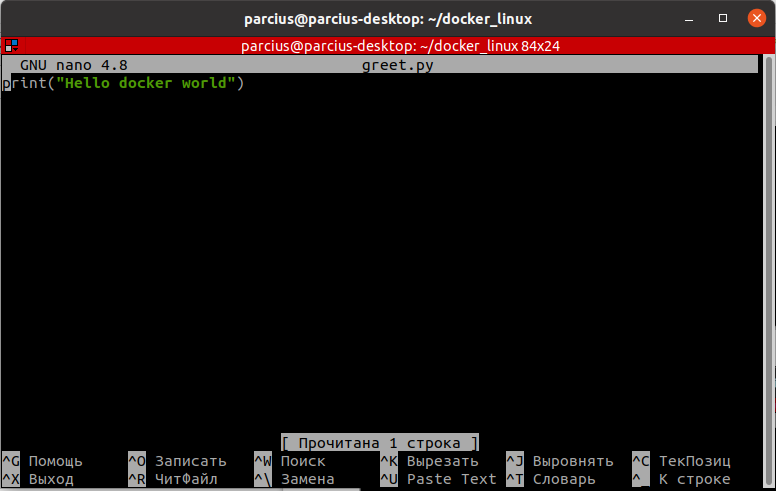 parcius@parcius-desktop: ~/docker_linux
parcius@parcius-desktop: ~/docker_linux 84x24
GNU nano 4.8 greet.py
print("Hello docker world")
[ Прочитана 1 строка ]
^G Помощь ^O Записать ^W Поиск ^K Вырезать ^J Выровнять ^C ТекПозиц
^X Выход ^R ЧитФайл ^\ Замена ^U Paste Text ^T Словарь ^_ К строке